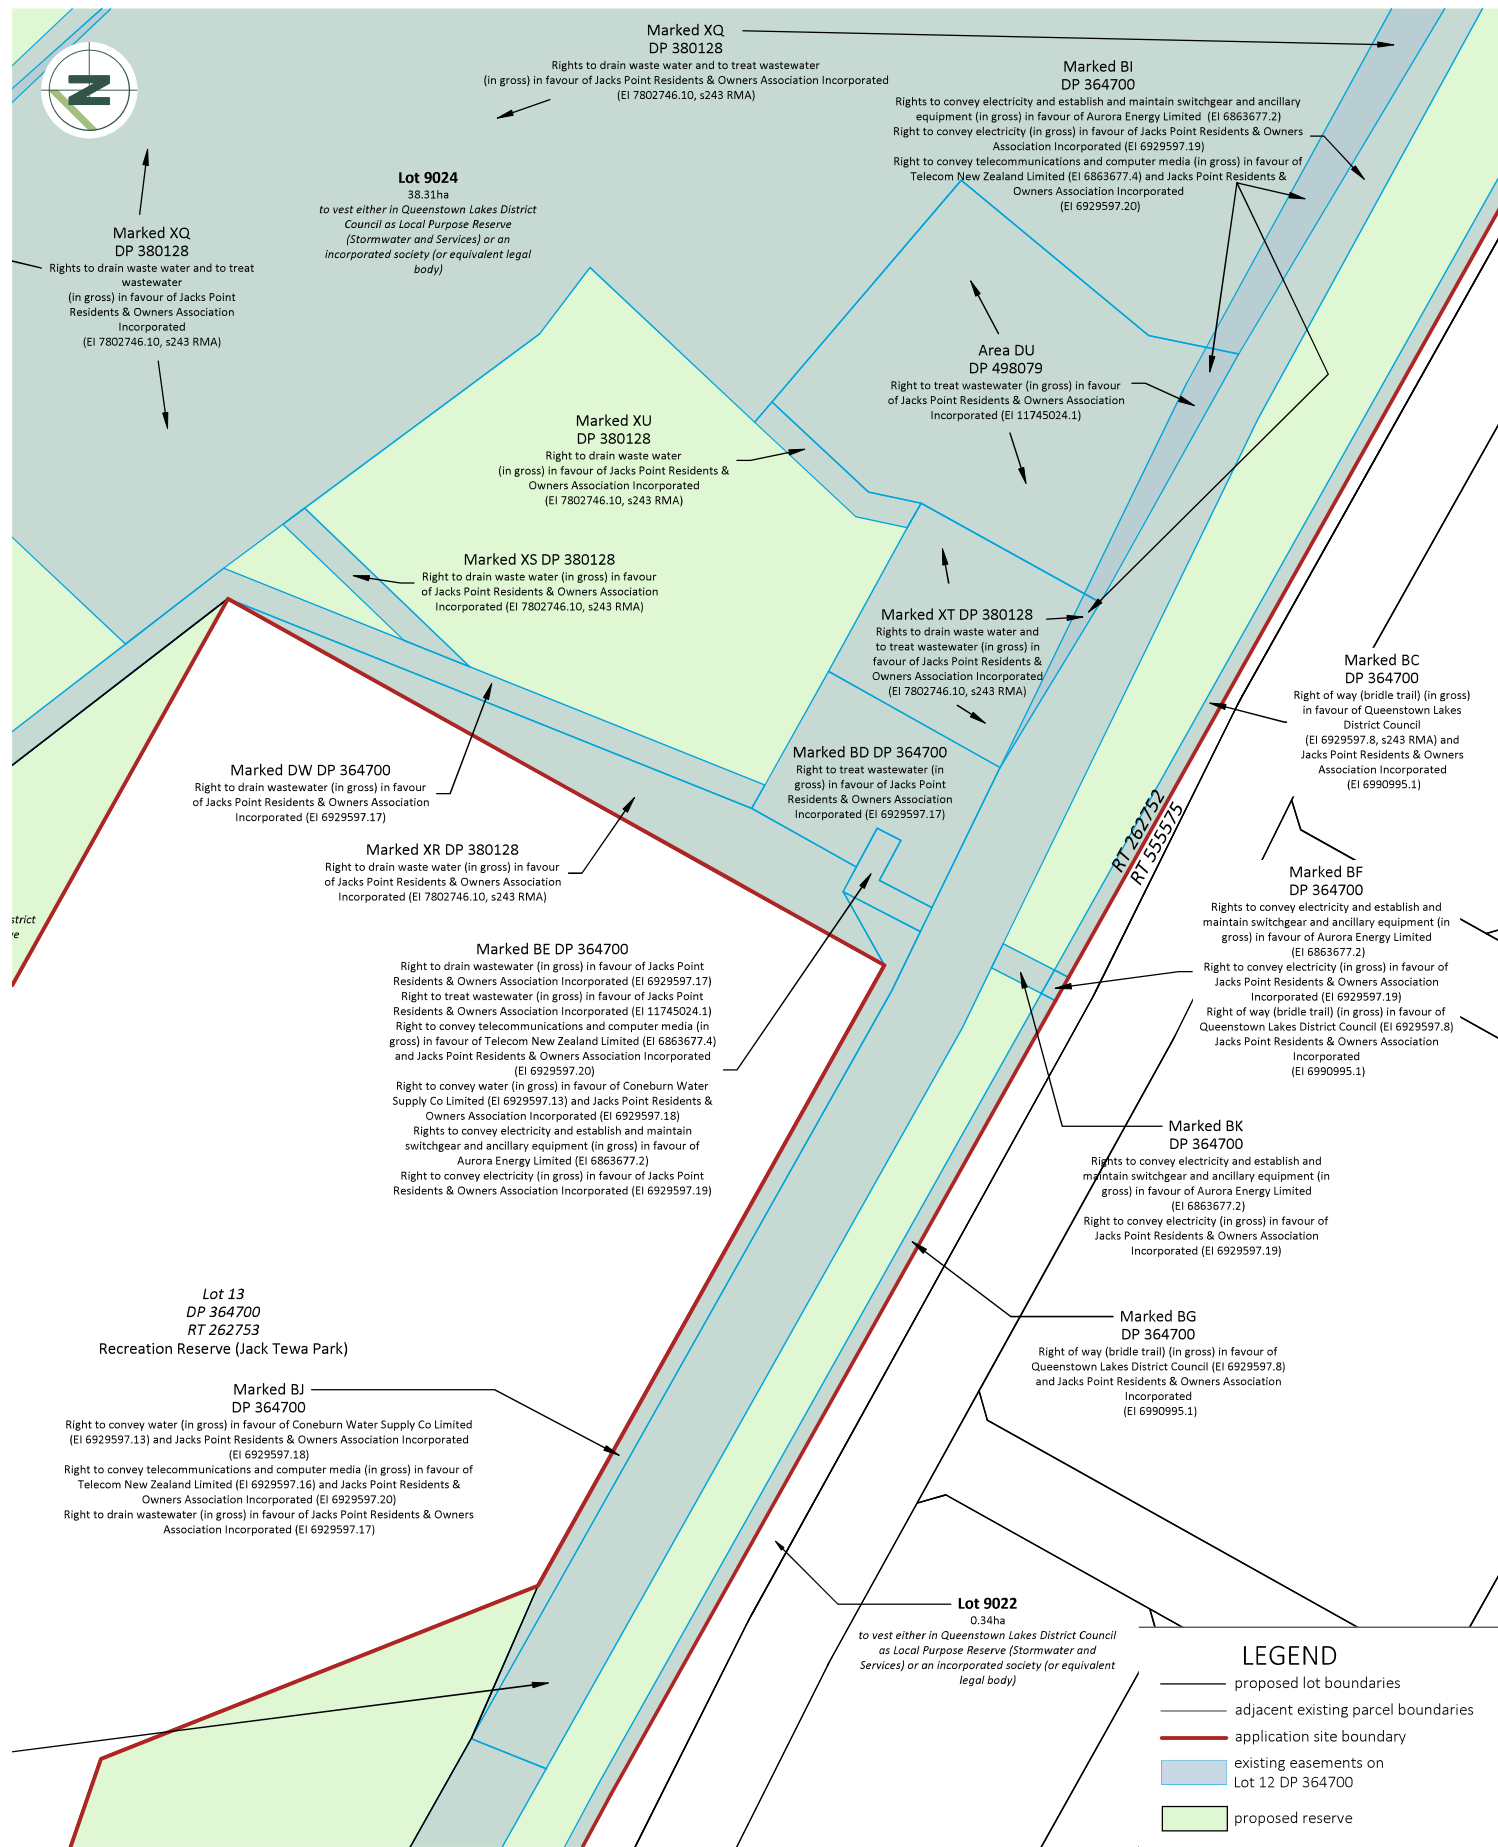 Marked XQ
DP 380128
Rights to drain waste water and to treat wastewater
(in gross) in favour of Jacks Point Residents & Owners Association Incorporated
(EI 7802746.10, s243 RMA)
Marked BI
DP 364700
Rights to convey electricity and establish and maintain switchgear and ancillary
equipment (in gross) in favour of Aurora Energy Limited (EI 6863677.2)
Right to convey electricity (in gross) in favour of Jacks Point Residents & Owners
Association Incorporated (EI 6929597.19)
Right to convey telecommunications and computer media (in gross) in favour of
Telecom New Zealand Limited (EI 6863677.4) and Jacks Point Residents &
Owners Association Incorporated
(EI 6929597.20)
N
Lot 9024
38.31ha
to vest either in Queenstown Lakes District
Council as Local Purpose Reserve
(Stormwater and Services) or an
incorporated society (or equivalent legal
body)
Marked XQ
DP 380128
Rights to drain waste water and to treat
wastewater
(in gross) in favour of Jacks Point
Residents & Owners Association
Incorporated
(EI 7802746.10, s243 RMA)
Area DU
DP 498079
Right to treat wastewater (in gross) in favour
of Jacks Point Residents & Owners Association
Incorporated (EI 11745024.1)
Marked XU
DP 380128
Right to drain waste water
(in gross) in favour of Jacks Point Residents &
Owners Association Incorporated
(EI 7802746.10, s243 RMA)
Marked XS DP 380128
Right to drain waste water (in gross) in favour
of Jacks Point Residents & Owners Association
Incorporated (EI 7802746.10, s243 RMA)
Marked XT DP 380128
Rights to drain waste water and
to treat wastewater (in gross) in
favour of Jacks Point Residents &
Owners Association Incorporated
(EI 7802746.10, s243 RMA)
Marked BC
DP 364700
Right of way (bridle trail) (in gross)
in favour of Queenstown Lakes
District Council
(EI 6929597.8, s243 RMA) and
Jacks Point Residents & Owners
Association Incorporated
(EI 6990995.1)
Marked BD DP 364700
Right to treat wastewater (in
gross) in favour of Jacks Point
Residents & Owners Association
Incorporated (EI 6929597.17)
Marked DW DP 364700
Right to drain wastewater (in gross) in favour
of Jacks Point Residents & Owners Association
Incorporated (EI 6929597.17)
RT 262752
RT 555575
Marked XR DP 380128
Right to drain waste water (in gross) in favour
of Jacks Point Residents & Owners Association
Incorporated (EI 7802746.10, s243 RMA)
Marked BF
DP 364700
Rights to convey electricity and establish and
maintain switchgear and ancillary equipment (in
gross) in favour of Aurora Energy Limited
(EI 6863677.2)
Right to convey electricity (in gross) in favour of
Jacks Point Residents & Owners Association
Incorporated (EI 6929597.19)
Right of way (bridle trail) (in gross) in favour of
Queenstown Lakes District Council (EI 6929597.8)
Jacks Point Residents & Owners Association
Incorporated
(EI 6990995.1)
Marked BE DP 364700
Right to drain wastewater (in gross) in favour of Jacks Point
Residents & Owners Association Incorporated (EI 6929597.17)
Right to treat wastewater (in gross) in favour of Jacks Point
Residents & Owners Association Incorporated (EI 11745024.1)
Right to convey telecommunications and computer media (in
gross) in favour of Telecom New Zealand Limited (EI 6863677.4)
and Jacks Point Residents & Owners Association Incorporated
(EI 6929597.20)
Right to convey water (in gross) in favour of Coneburn Water
Supply Co Limited (EI 6929597.13) and Jacks Point Residents &
Owners Association Incorporated (EI 6929597.18)
Rights to convey electricity and establish and maintain
switchgear and ancillary equipment (in gross) in favour of
Aurora Energy Limited (EI 6863677.2)
Right to convey electricity (in gross) in favour of Jacks Point
Residents & Owners Association Incorporated (EI 6929597.19)
Marked BK
DP 364700
Rights to convey electricity and establish and
maintain switchgear and ancillary equipment (in
gross) in favour of Aurora Energy Limited
(EI 6863677.2)
Right to convey electricity (in gross) in favour of
Jacks Point Residents & Owners Association
Incorporated (EI 6929597.19)
Lot 13
DP 364700
RT 262753
Recreation Reserve (Jack Tewa Park)
Marked BG
DP 364700
Right of way (bridle trail) (in gross) in favour of
Queenstown Lakes District Council (EI 6929597.8)
and Jacks Point Residents & Owners Association
Incorporated
(EI 6990995.1)
Marked BJ
DP 364700
Right to convey water (in gross) in favour of Coneburn Water Supply Co Limited
(EI 6929597.13) and Jacks Point Residents & Owners Association Incorporated
(EI 6929597.18)
Right to convey telecommunications and computer media (in gross) in favour of
Telecom New Zealand Limited (EI 6929597.16) and Jacks Point Residents &
Owners Association Incorporated (EI 6929597.20)
Right to drain wastewater (in gross) in favour of Jacks Point Residents & Owners
Association Incorporated (EI 6929597.17)
Lot 9022
0.34ha
to vest either in Queenstown Lakes District Council
as Local Purpose Reserve (Stormwater and
Services) or an incorporated society (or equivalent
legal body)
LEGEND
proposed lot boundaries
adjacent existing parcel boundaries
application site boundary
existing easements on
Lot 12 DP 364700
proposed reserve